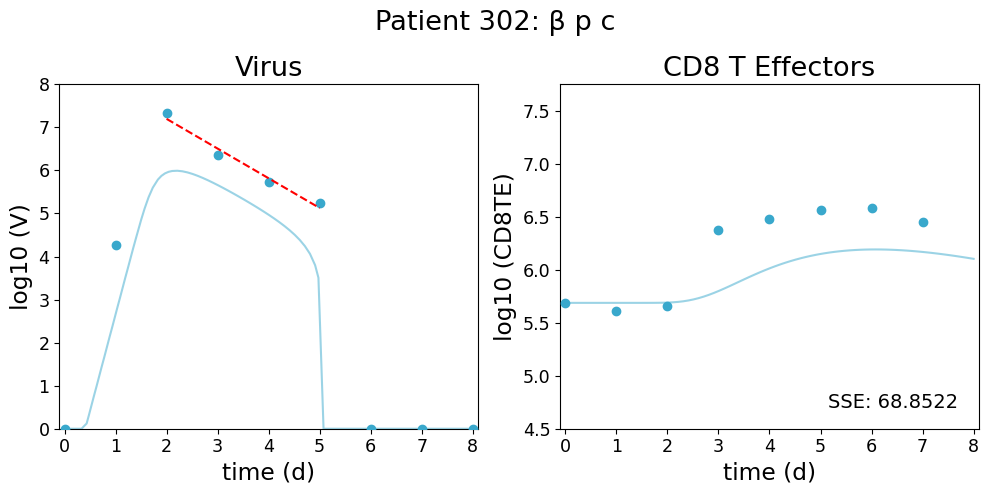 Patient 302: β p c
Virus
CD8 T Effectors
log10 (V)
8
7
6
5
4
3
2
1
0
0 1 2 3 4 5 6 7 8
time (d)
log10 (CD8TE)
7.5
7.0
6.5
6.0
5.5
5.0
4.5
SSE: 68.8522
0 1 2 3 4 5 6 7 8
time (d)